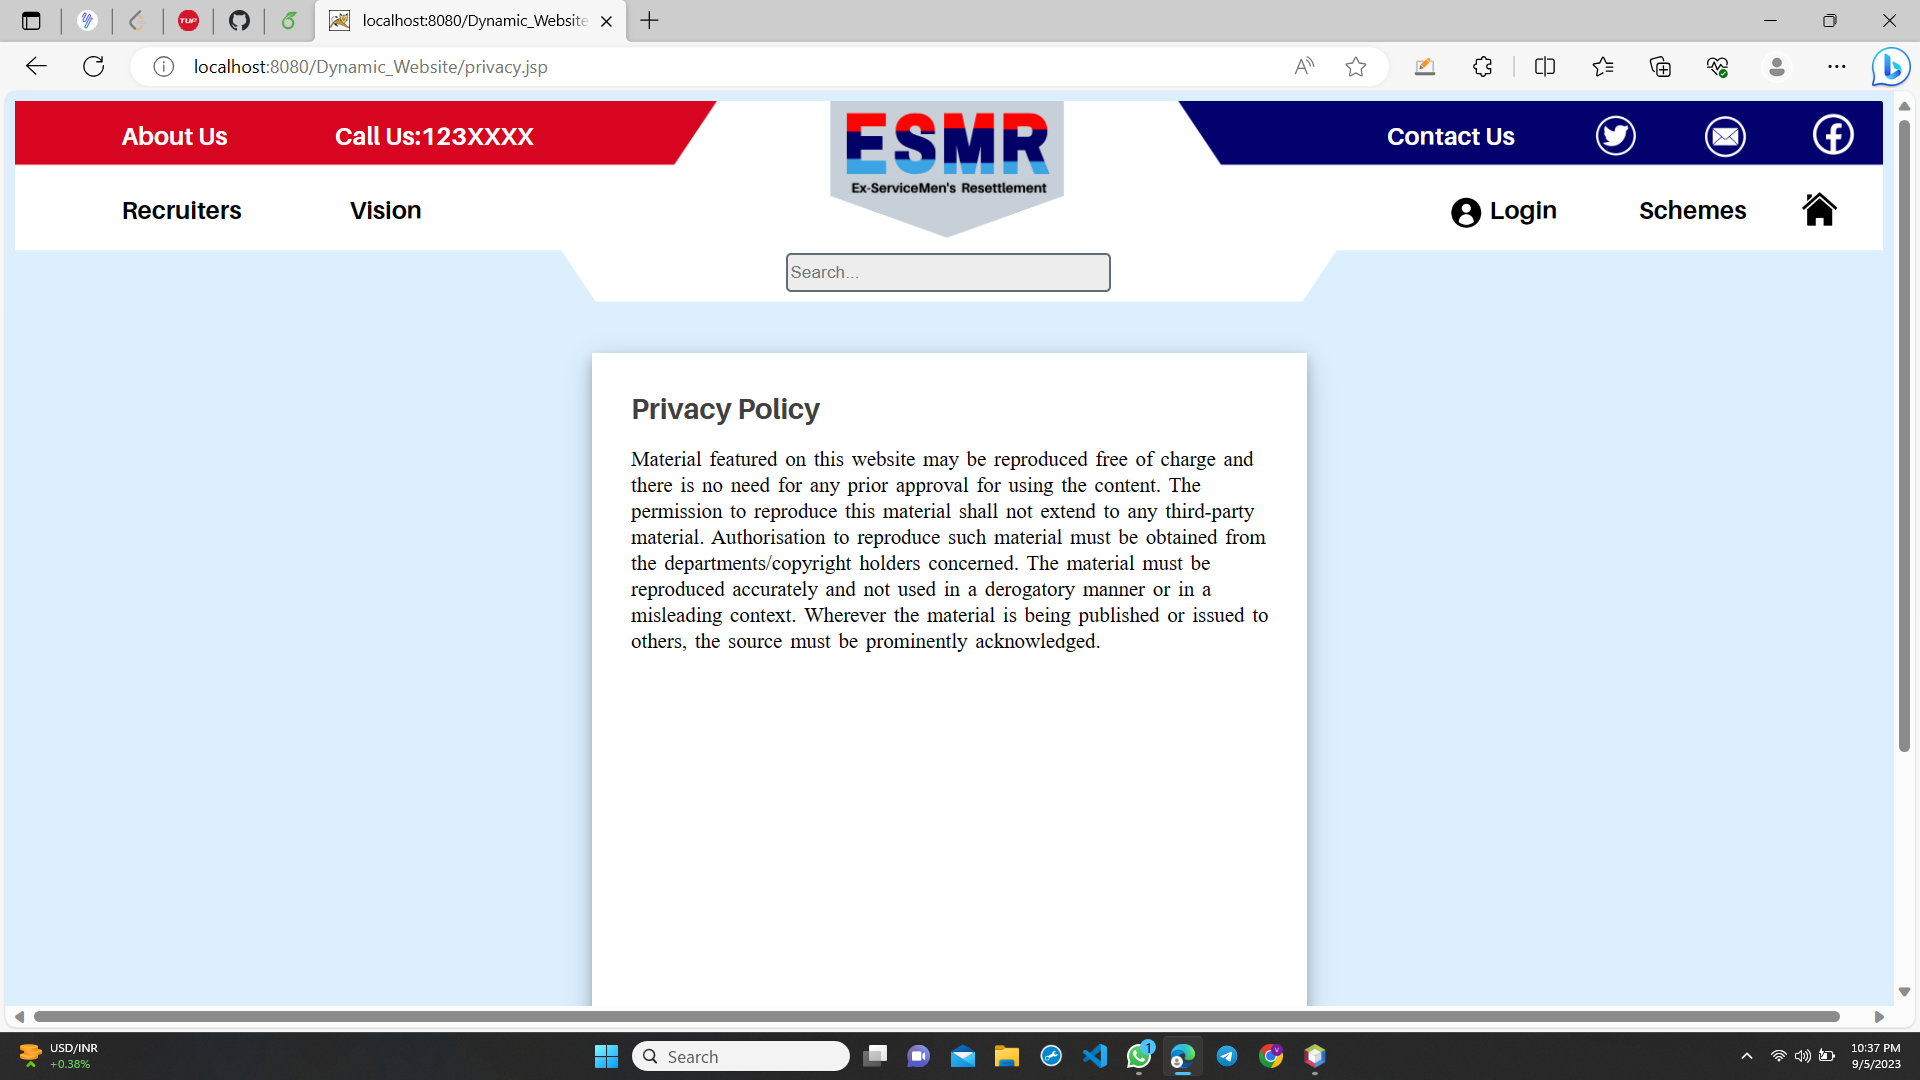 TUF
localhost:8080/Dynamic_Website
localhost:8080/Dynamic_Website/privacy.jsp
About Us
Call Us:123XXXX
ESMR
Ex-ServiceMen's Resettlement
Contact Us
Recruiters
Vision
Login
Schemes
Search...
Privacy Policy
Material featured on this website may be reproduced free of charge and
there is no need for any prior approval for using the content. The
permission to reproduce this material shall not extend to any third-party
material. Authorisation to reproduce such material must be obtained from
the departments/copyright holders concerned. The material must be
reproduced accurately and not used in a derogatory manner or in a
misleading context. Wherever the material is being published or issued to
others, the source must be prominently acknowledged.
USD/INR
+0.38%
Search
1
10:37 PM
9/5/2023